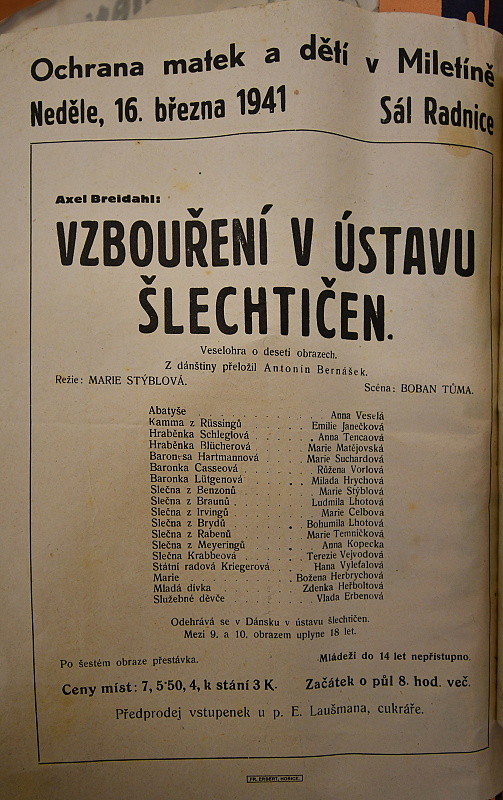 Ochrana matek a dětí v Miletíně
Neděle, 16. března 1941 Sál Radnice
Axel Breidahl:
VZBOUŘENÍ V ÚSTAVU
ŠLECHTIČEN.
Veselohra o deseti obrazech.
Z dánštiny přeložil Antonín Bernášek.
Režie: MARIE STÝBLOVÁ.
Scéna: BOBAN TŮMA.
Abatyše . . . . . . . . . . Anna Veselá
Kamma z Rüssingů . . . . . . Emilie Janečková
Hraběnka Schleglová . . . . . Anna Tencaová
Hraběnka Blücherová . . . . . Marie Matějovská
Baronesa Hartmannová . . . . Marie Suchardová
Baronka Casseová . . . . . . Růžena Vorlová
Baronka Lütgenová . . . . . . Milada Hrychová
Slečna z Benzonů . . . . . . Marie Stýblová
Slečna z Braunů . . . . . . . Ludmila Lhotová
Slečna z Irvingů . . . . . . Marie Celbová
Slečna z Brydů . . . . . . . Bohumila Lhotová
Slečna z Rabenů . . . . . . . Marie Temníčková
Slečna z Meyeringů . . . . . Anna Kopecka
Slečna Krabbeová . . . . . . Terezie Vejvodová
Státní radová Kriegerová . . . Hana Vylefalová
Marie . . . . . . . . . . . Božena Herbrychová
Mladá dívka . . . . . . . . Zdenka Heřboltová
Služebné děvče . . . . . . . Vlada Erbenová
Odehrává se v Dánsku v ústavu šlechtičen.
Mezi 9. a 10. obrazem uplyne 18 let.
Po šestém obraze přestávka. Mládeži do 14 let nepřístupno.
Ceny míst: 7, 5·50, 4, k stání 3 K. Začátek o půl 8. hod. več.
Předprodej vstupenek u p. E. Laušmana, cukráře.
FR. ERBERT, HOŘICE.